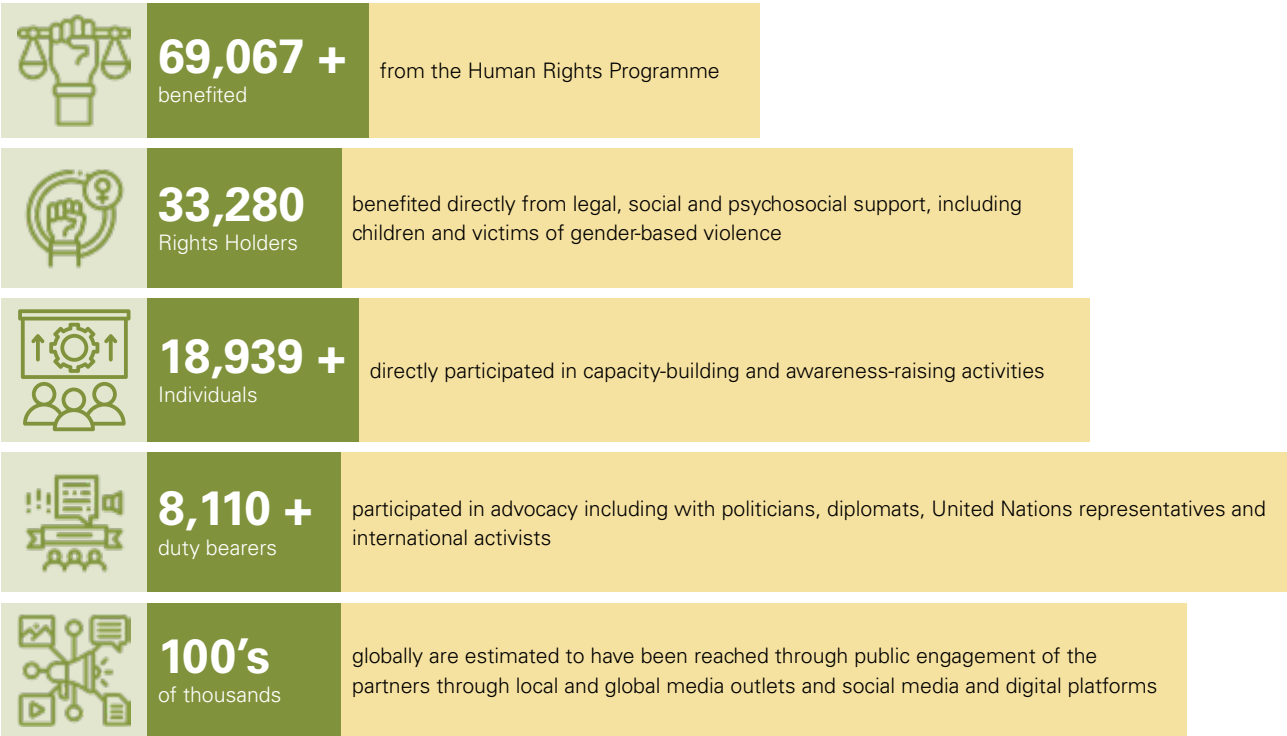 69,067 +
benefited
from the Human Rights Programme
33,280
Rights Holders
benefited directly from legal, social and psychosocial support, including
children and victims of gender-based violence
18,939 +
Individuals
directly participated in capacity-building and awareness-raising activities
8,110 +
duty bearers
participated in advocacy including with politicians, diplomats, United Nations representatives and
international activists
100’s
of thousands
globally are estimated to have been reached through public engagement of the
partners through local and global media outlets and social media and digital platforms